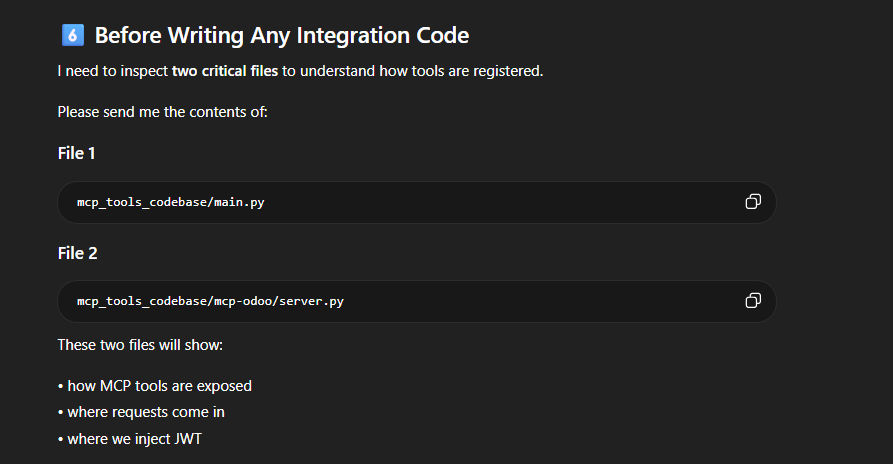 6 Before Writing Any Integration Code
I need to inspect two critical files to understand how tools are registered.
Please send me the contents of:
File 1
mcp_tools_codebase/main.py
File 2
mcp_tools_codebase/mcp-odoo/server.py
These two files will show:
• how MCP tools are exposed
• where requests come in
• where we inject JWT